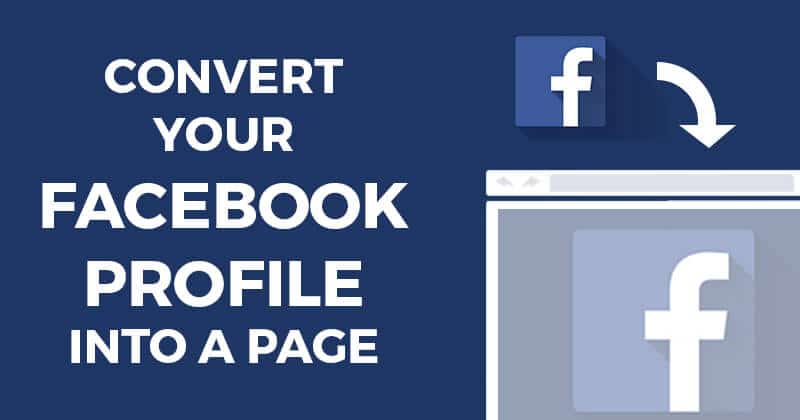 CONVERT
YOUR
FACEBOOK
PROFILE
INTO A PAGE
f
f